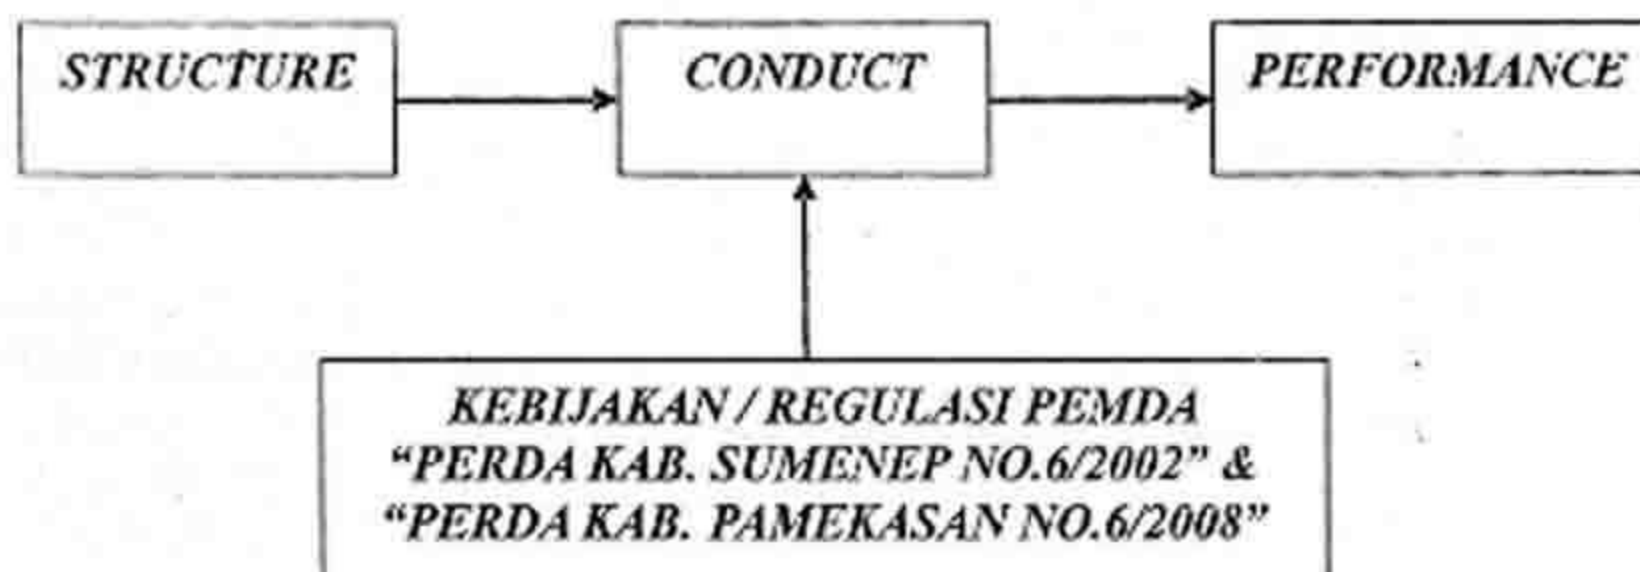 STRUCTURE
CONDUCT
PERFORMANCE
KEBIJAKAN / REGULASI PEMDA
“PERDA KAB. SUMENEP NO.6/2002” &
“PERDA KAB. PAMEKASAN NO.6/2008”